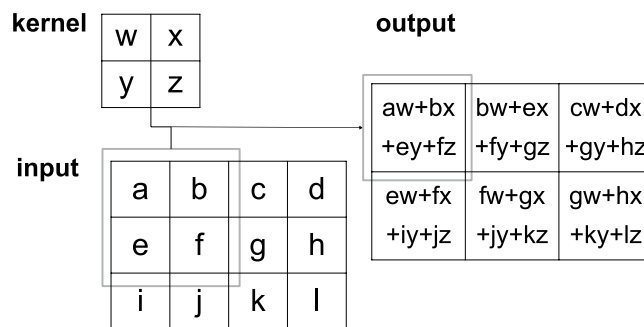 kernel
w x
y z
output
aw+bx bw+ex cw+dx
+ey+fz +fy+gz +gy+hz
ew+fx fw+gx gw+hx
+iy+jz +jy+kz +ky+lz
input
a b c d
e f g h
i j k l